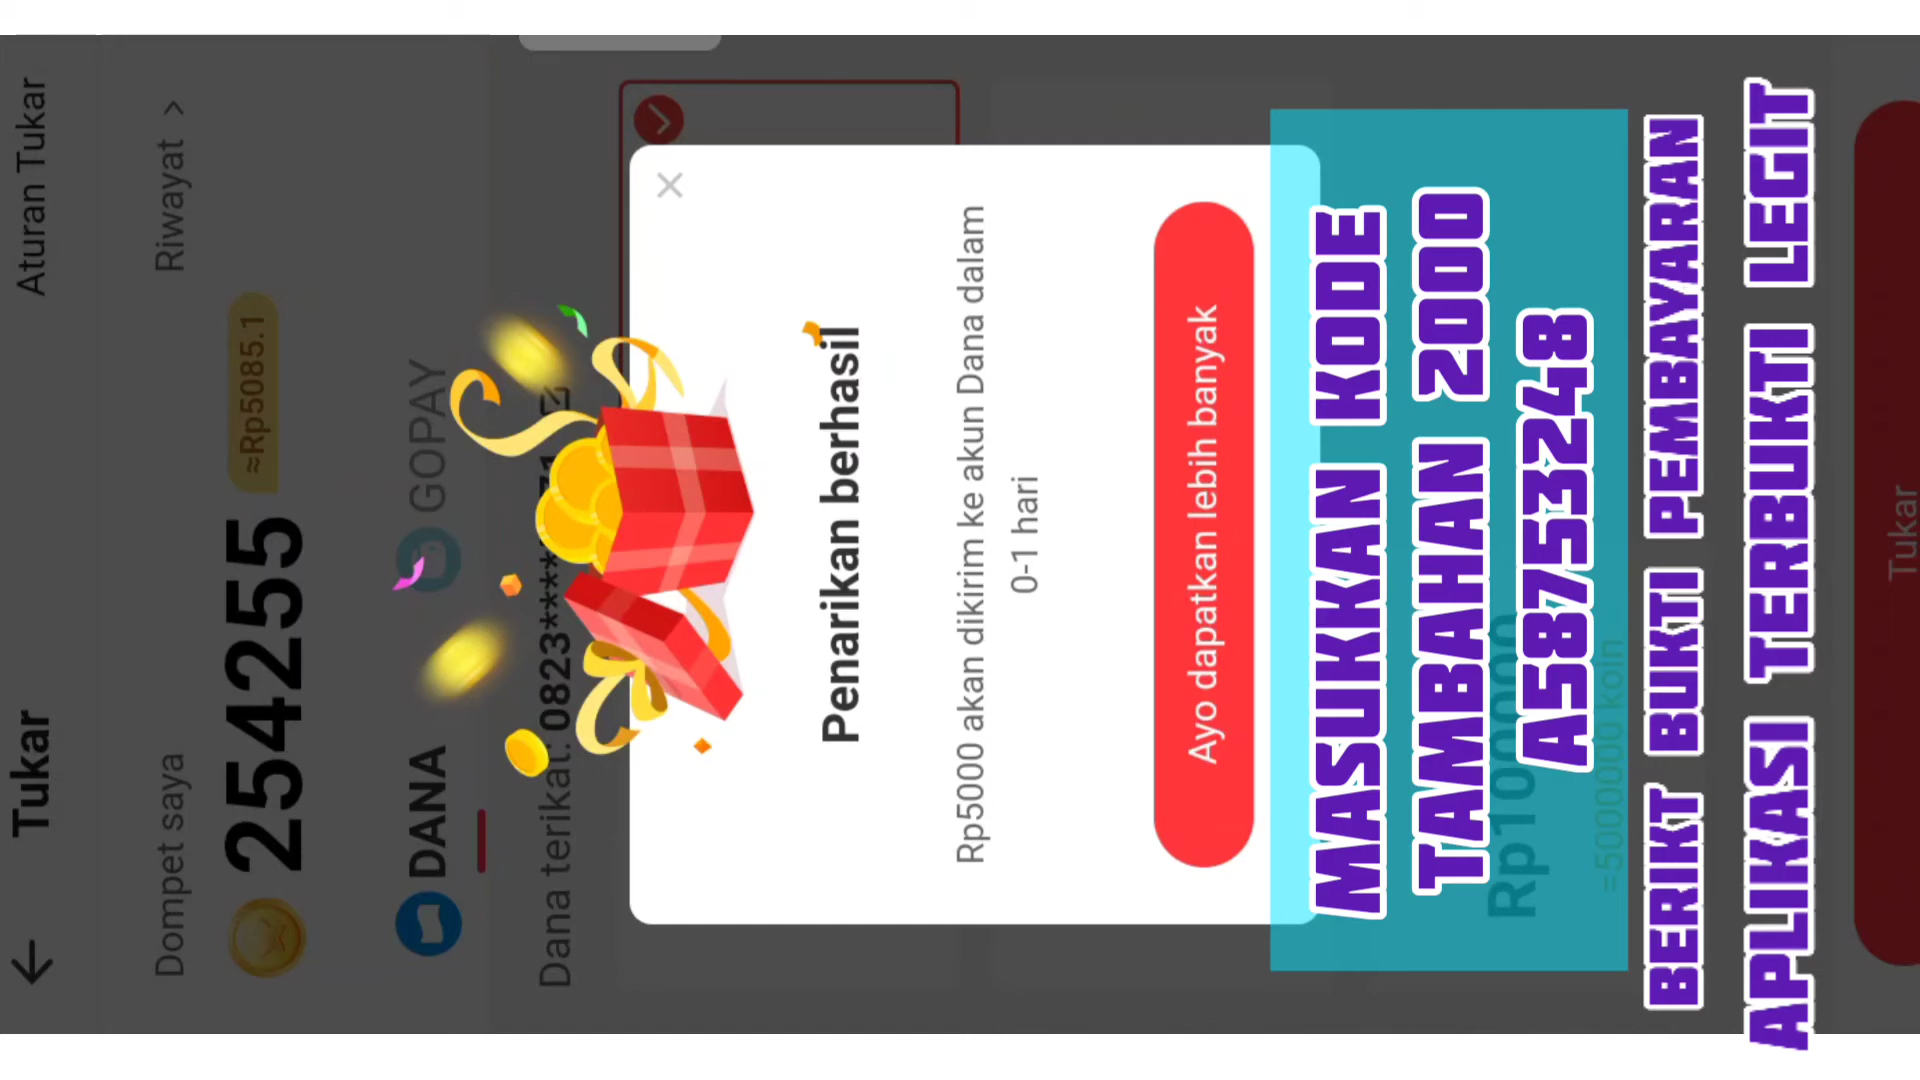 Tukar
Aturan Tukar
Dompet saya
Riwayat >
254255
≈Rp5085.1
DANA
GOPAY
Dana terikat: 0823****
Penarikan berhasil
Rp5000 akan dikirim ke akun Dana dalam
0-1 hari
Ayo dapatkan lebih banyak
MASUKKAN KODE
TAMBAHAN 2000
A58753248
=5000000 koin
BERIKT BUKTI PEMBAYARAN
APLIKASI TERBUKTI LEGIT
Tukar